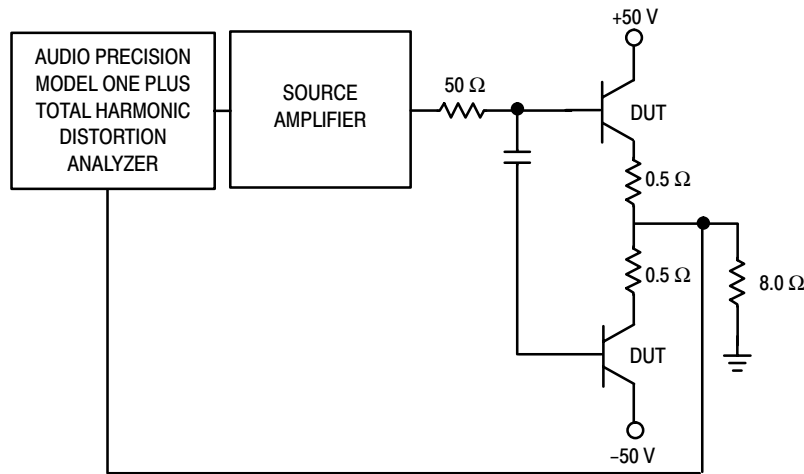 AUDIO PRECISION
MODEL ONE PLUS
TOTAL HARMONIC
DISTORTION
ANALYZER
SOURCE
AMPLIFIER
50 Ω
+50 V
DUT
0.5 Ω
0.5 Ω
8.0 Ω
DUT
–50 V